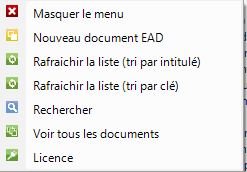 Masquer le menu
Nouveau document EAD
Rafraichir la liste (tri par intitulé)
Rafraichir la liste (tri par clé)
Rechercher
Voir tous les documents
Licence